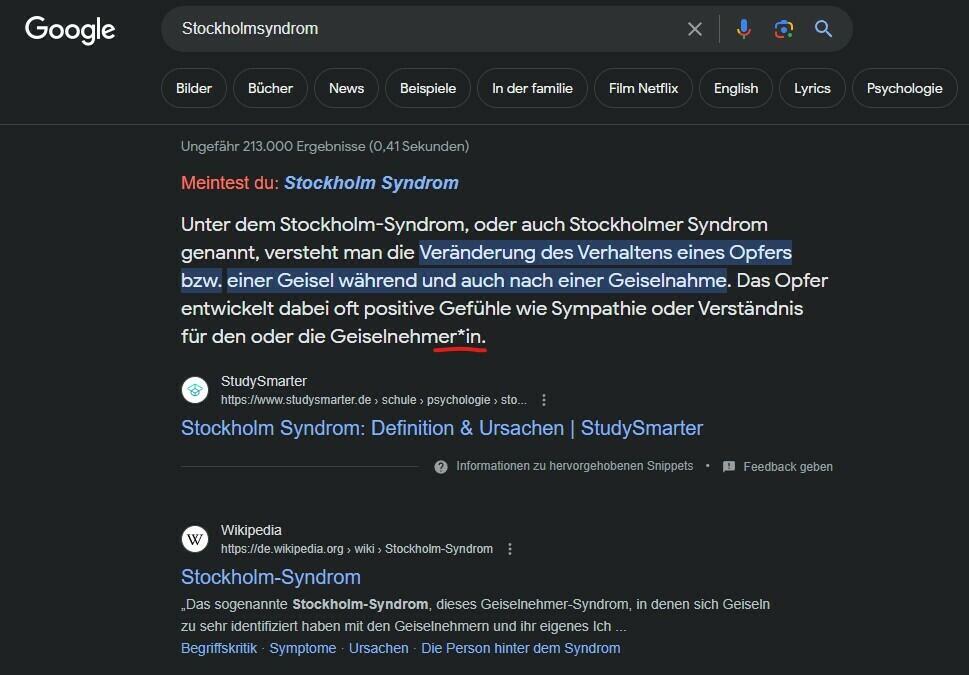 Google
Stockholmsyndrom
Bilder Bücher News Beispiele In der familie Film Netflix English Lyrics Psychologie
Ungefähr 213.000 Ergebnisse (0,41 Sekunden)
Meintest du: Stockholm Syndrom
Unter dem Stockholm-Syndrom, oder auch Stockholmer Syndrom
genannt, versteht man die Veränderung des Verhaltens eines Opfers
bzw. einer Geisel während und auch nach einer Geiselnahme. Das Opfer
entwickelt dabei oft positive Gefühle wie Sympathie oder Verständnis
für den oder die Geiselnehmer*in.
StudySmarter
https://www.studysmarter.de › schule › psychologie › sto...
Stockholm Syndrom: Definition & Ursachen | StudySmarter
Informationen zu hervorgehobenen Snippets • Feedback geben
W
Wikipedia
https://de.wikipedia.org › wiki › Stockholm-Syndrom
Stockholm-Syndrom
„Das sogenannte Stockholm-Syndrom, dieses Geiselnehmer-Syndrom, in denen sich Geiseln
zu sehr identifiziert haben mit den Geiselnehmern und ihr eigenes Ich ...
Begriffskritik · Symptome · Ursachen · Die Person hinter dem Syndrom